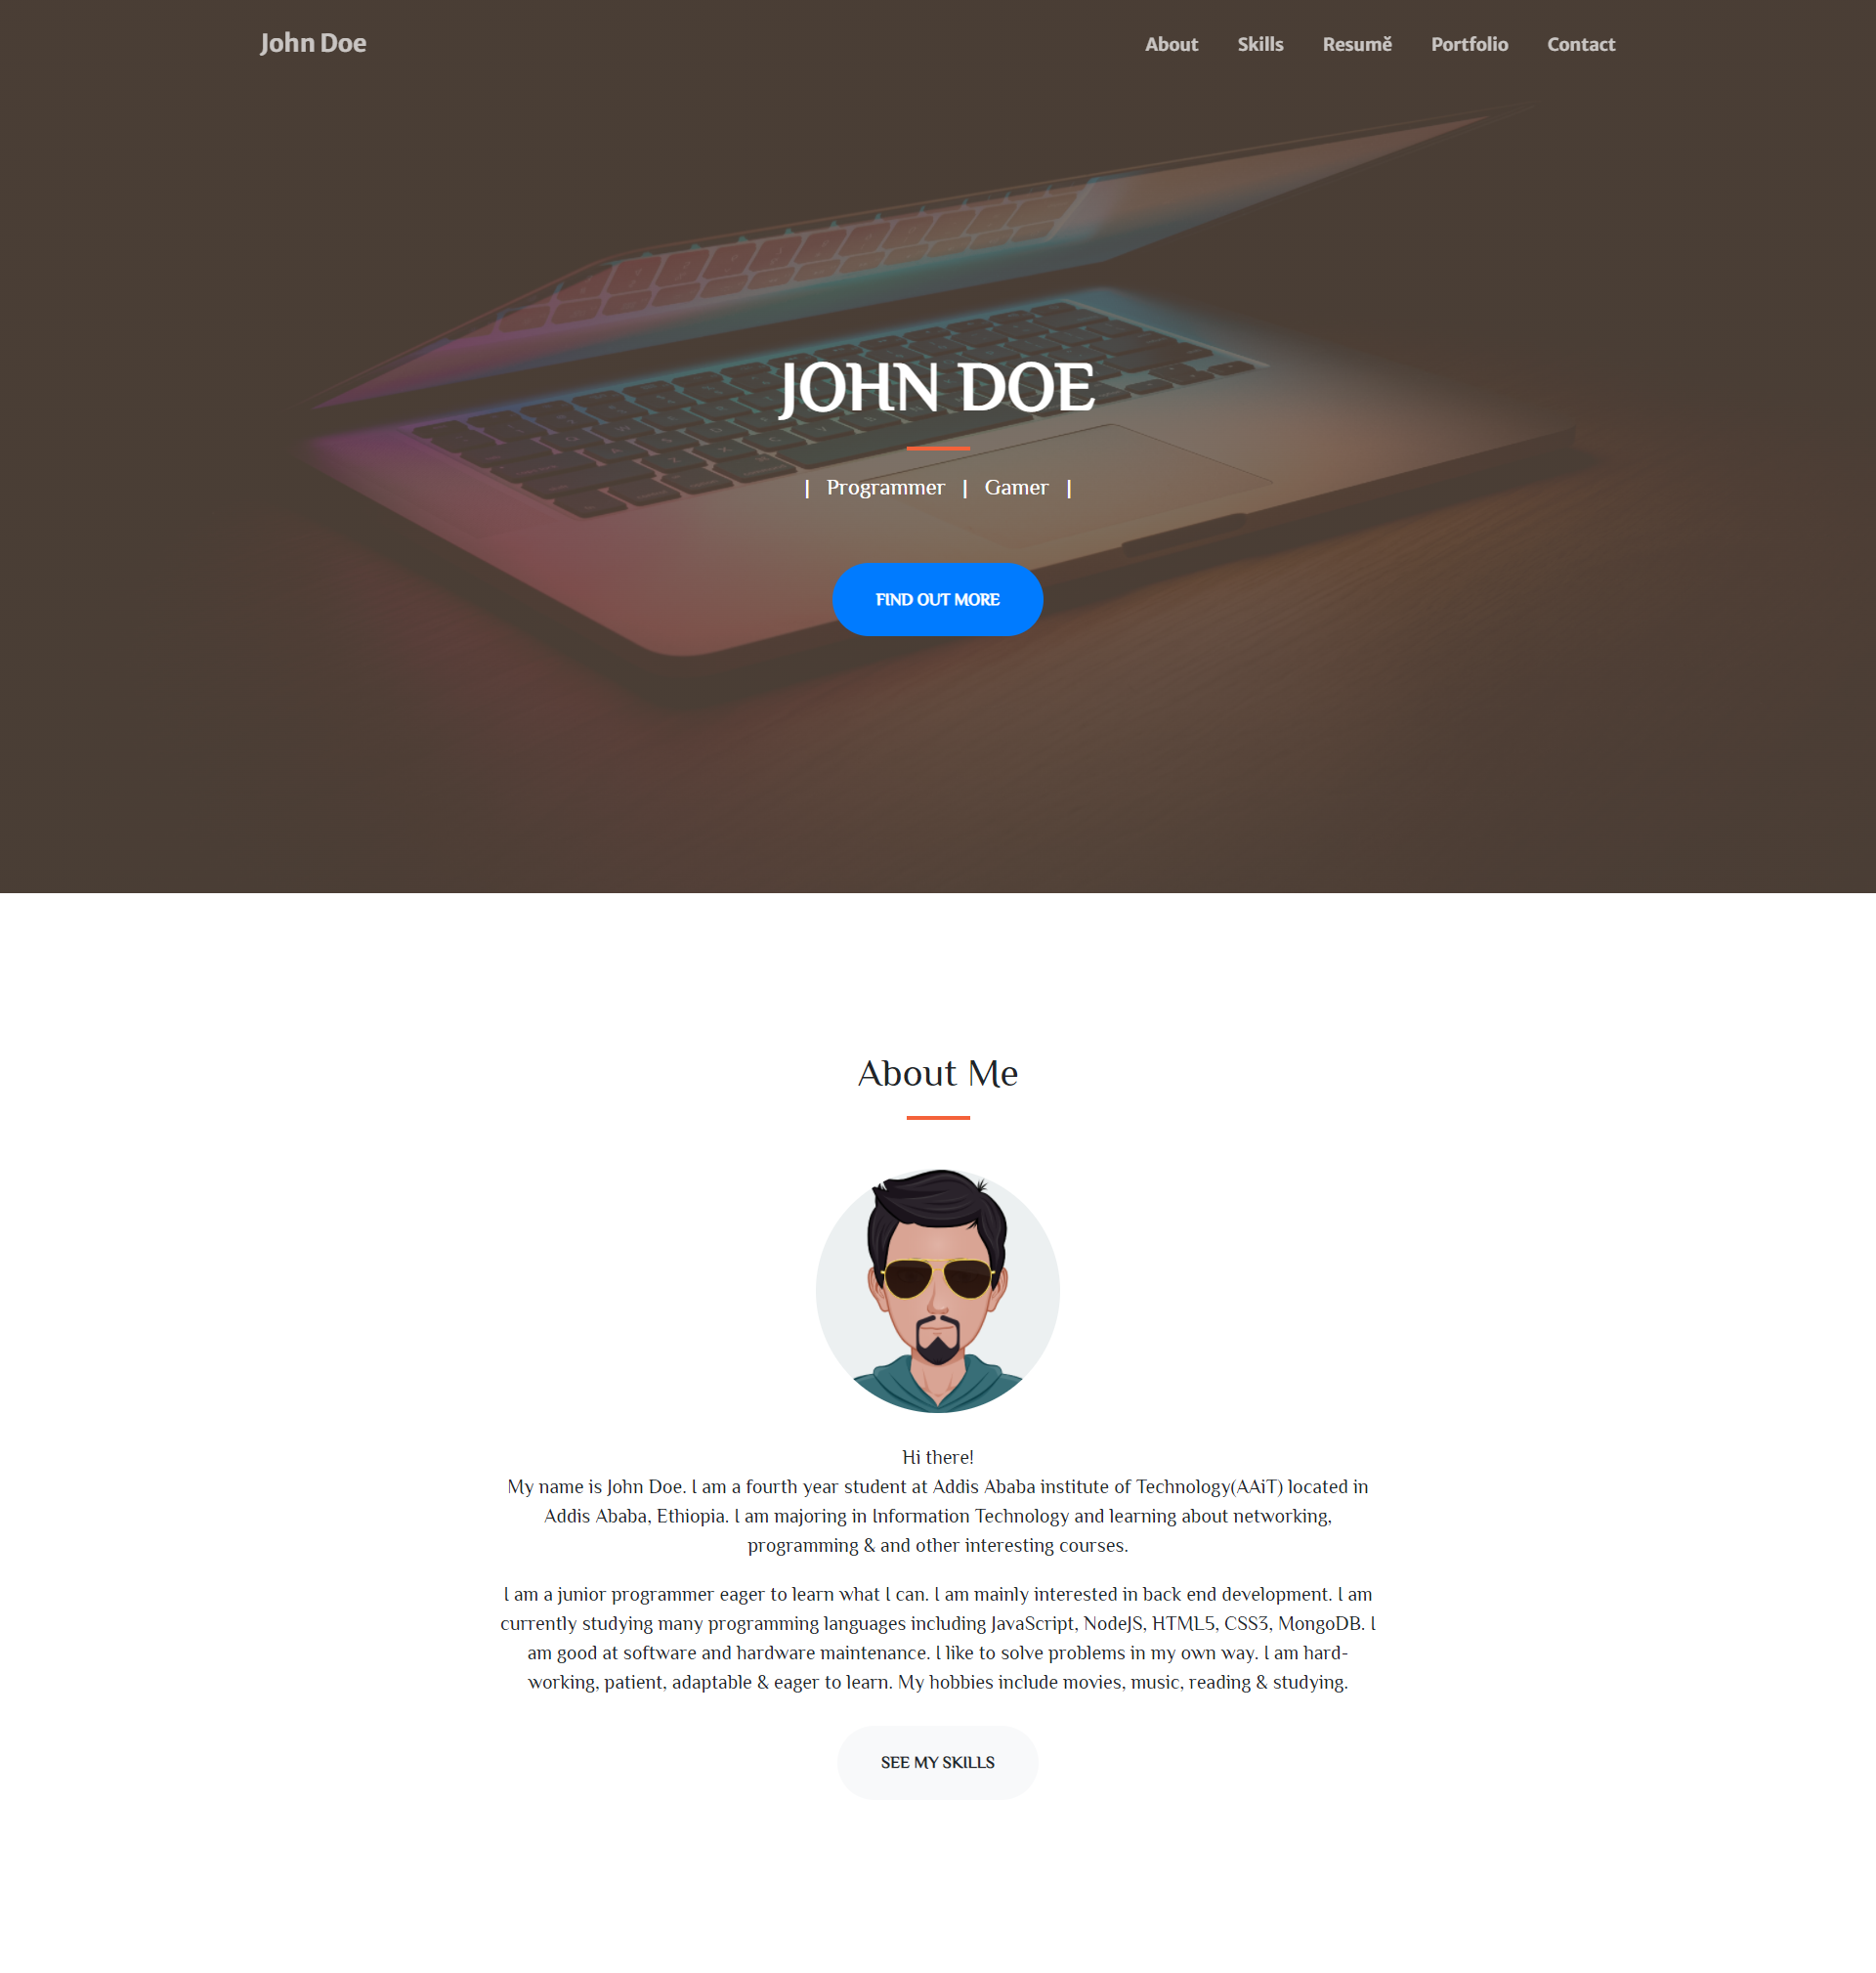 John Doe
About Skills Resumě Portfolio Contact
JOHN DOE
| Programmer | Gamer |
FIND OUT MORE
About Me
Hi there!
My name is John Doe. I am a fourth year student at Addis Ababa institute of Technology(AAiT) located in
Addis Ababa, Ethiopia. I am majoring in Information Technology and learning about networking,
programming & and other interesting courses.
I am a junior programmer eager to learn what I can. I am mainly interested in back end development. I am
currently studying many programming languages including JavaScript, NodeJS, HTML5, CSS3, MongoDB. I
am good at software and hardware maintenance. I like to solve problems in my own way. I am hard-
working, patient, adaptable & eager to learn. My hobbies include movies, music, reading & studying.
SEE MY SKILLS